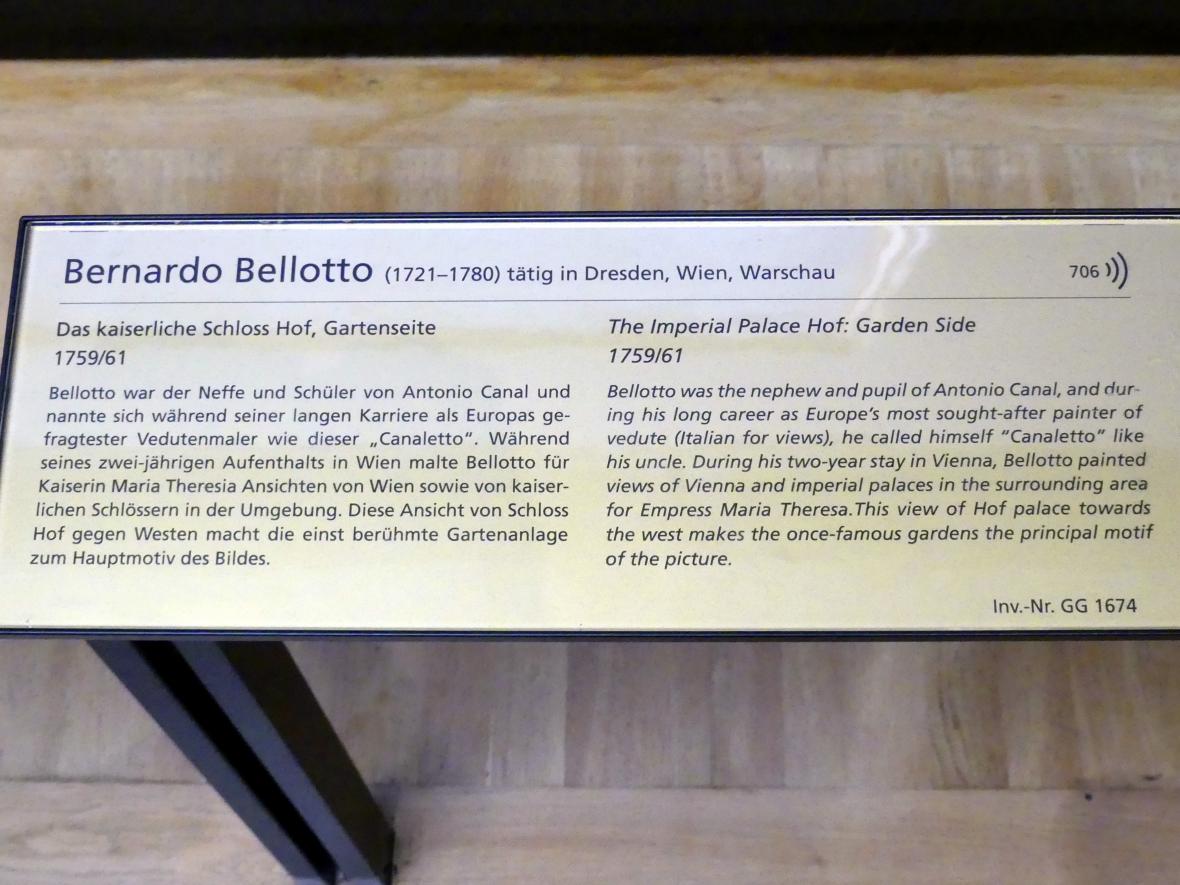 Bernardo Bellotto (1721–1780) tätig in Dresden, Wien, Warschau
706
Das kaiserliche Schloss Hof, Gartenseite
1759/61
Bellotto war der Neffe und Schüler von Antonio Canal und
nannte sich während seiner langen Karriere als Europas ge-
fragtester Vedutenmaler wie dieser „Canaletto“. Während
seines zwei-jährigen Aufenthalts in Wien malte Bellotto für
Kaiserin Maria Theresia Ansichten von Wien sowie von kaiser-
lichen Schlössern in der Umgebung. Diese Ansicht von Schloss
Hof gegen Westen macht die einst berühmte Gartenanlage
zum Hauptmotiv des Bildes.
The Imperial Palace Hof: Garden Side
1759/61
Bellotto was the nephew and pupil of Antonio Canal, and dur-
ing his long career as Europe's most sought-after painter of
vedute (Italian for views), he called himself "Canaletto" like
his uncle. During his two-year stay in Vienna, Bellotto painted
views of Vienna and imperial palaces in the surrounding area
for Empress Maria Theresa.This view of Hof palace towards
the west makes the once-famous gardens the principal motif
of the picture.
Inv.-Nr. GG 1674